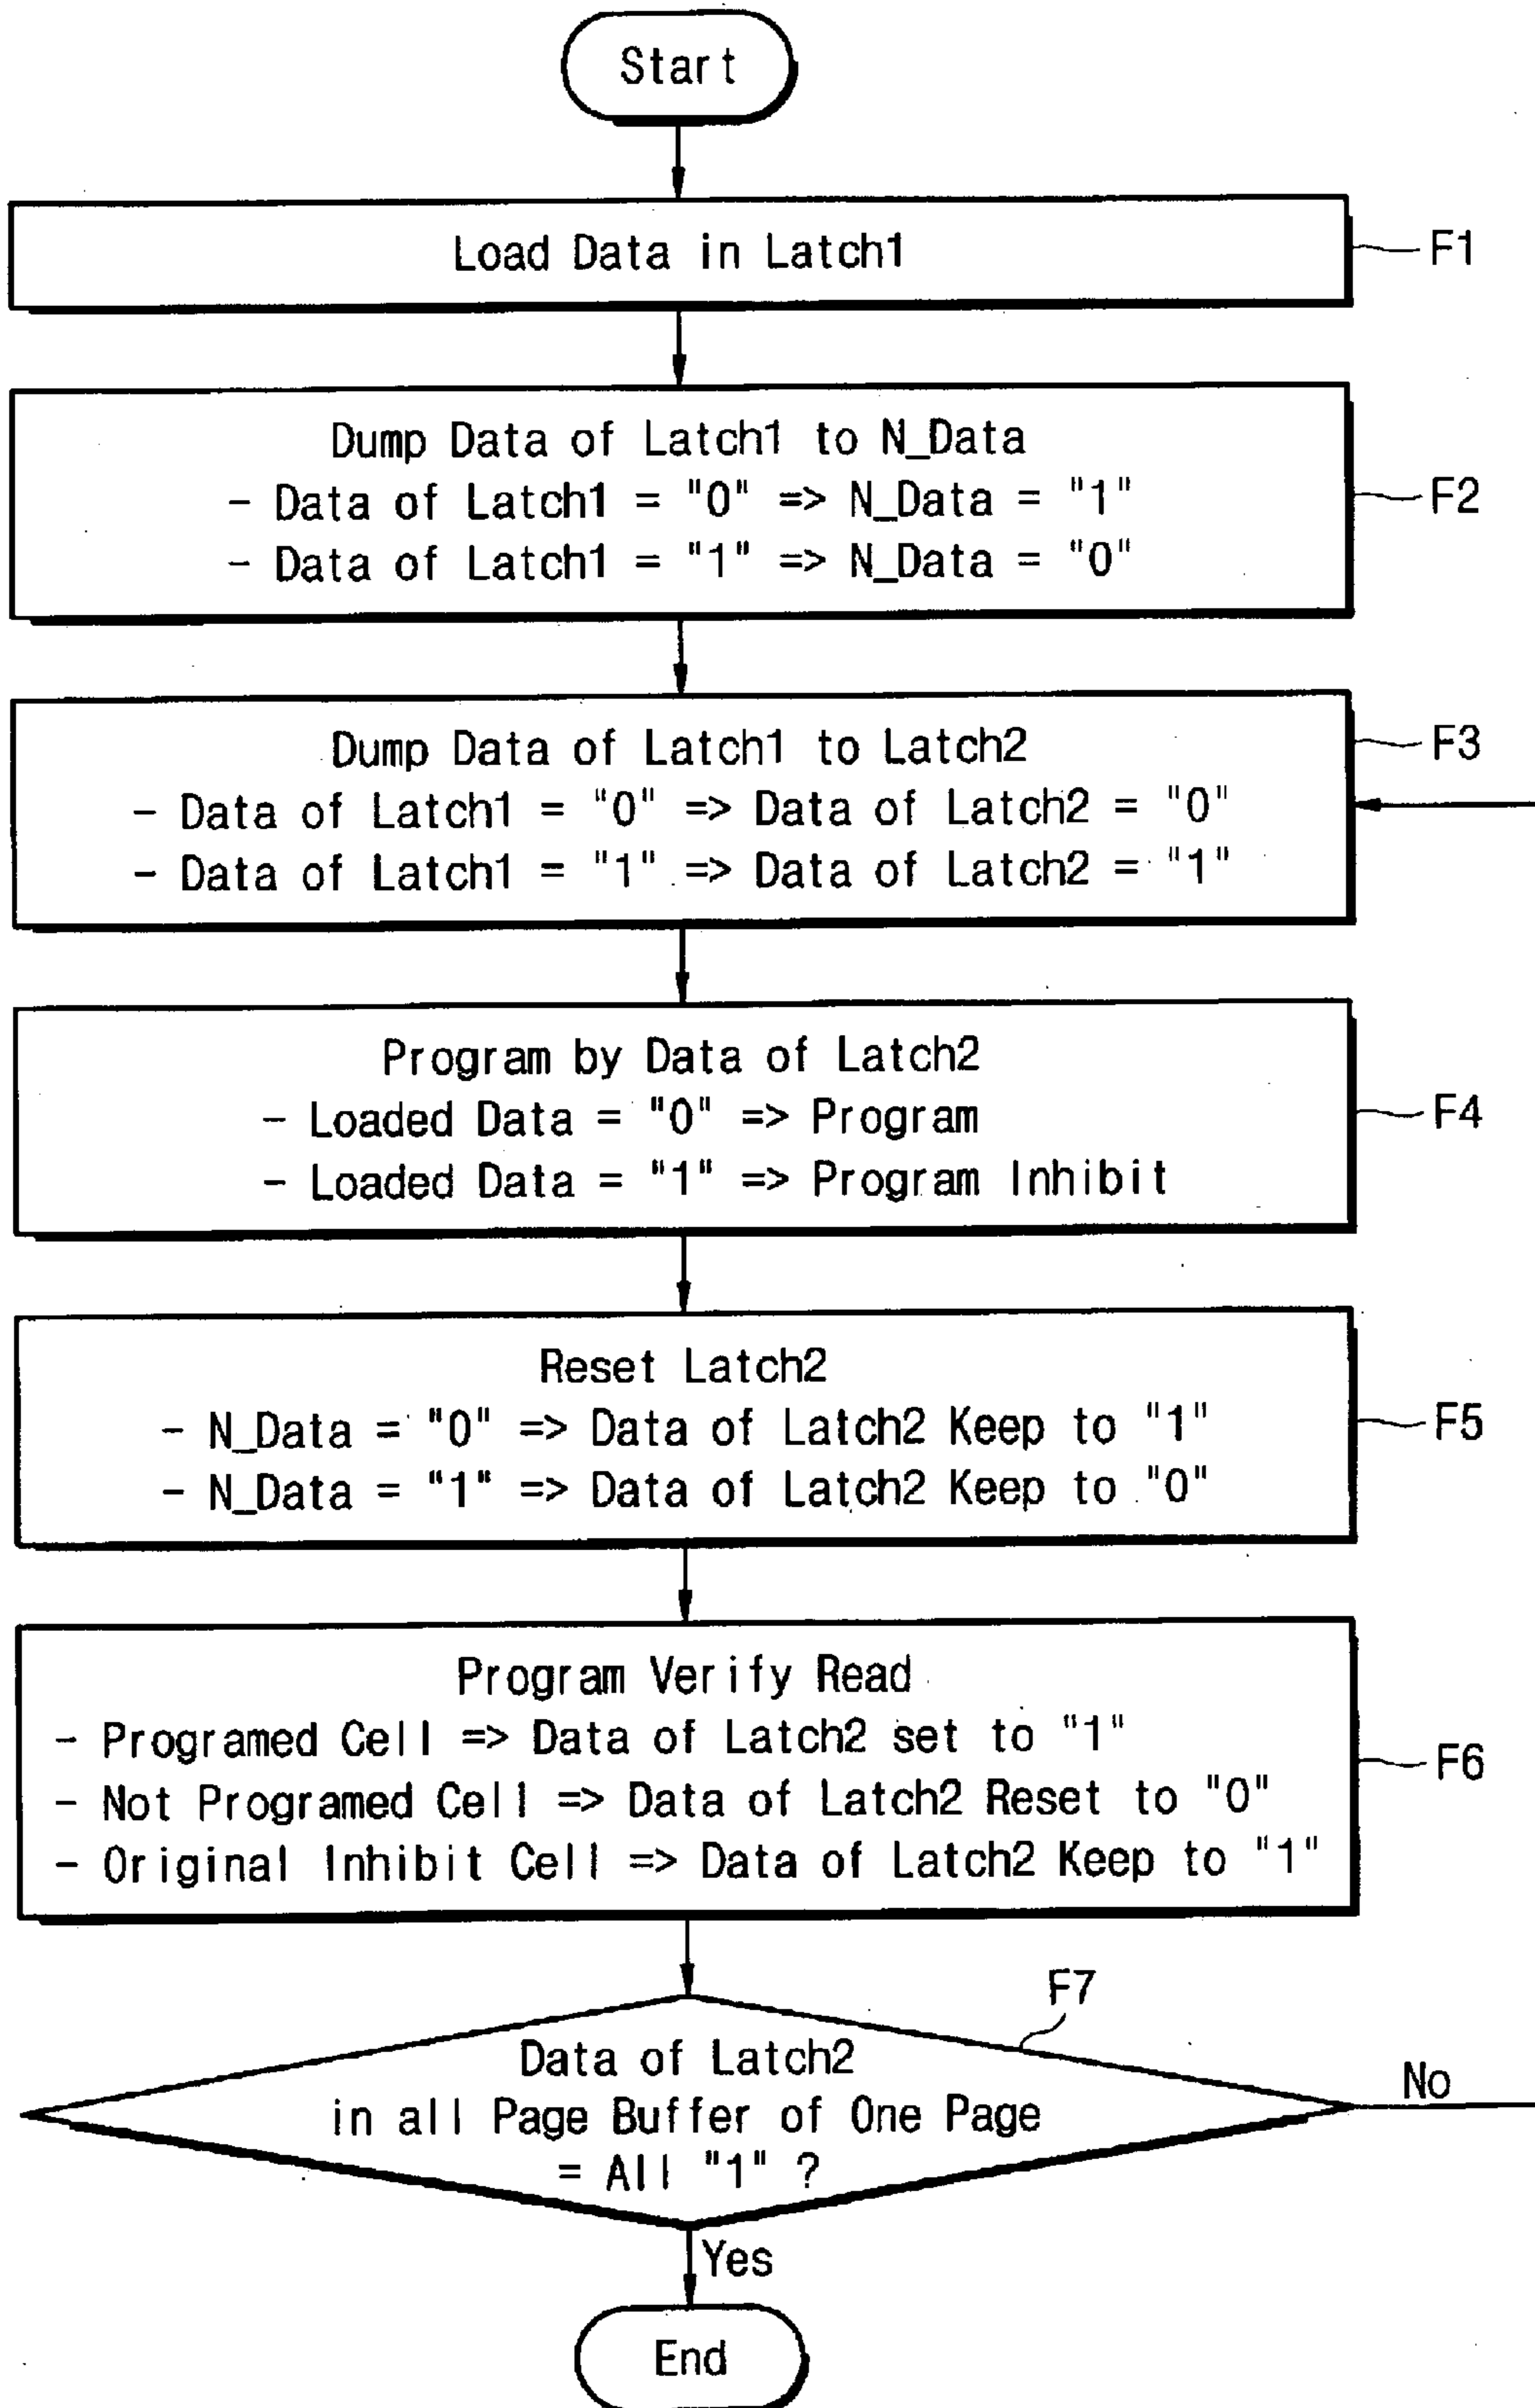 Start
Load Data in Latch1
F1
Dump Data of Latch1 to N_Data
- Data of Latch1 = "0" => N_Data = "1"
- Data of Latch1 = "1" => N_Data = "0"
F2
Dump Data of Latch1 to Latch2
- Data of Latch1 = "0" => Data of Latch2 = "0"
- Data of Latch1 = "1" => Data of Latch2 = "1"
F3
Program by Data of Latch2
- Loaded Data = "0" => Program
- Loaded Data = "1" => Program Inhibit
F4
Reset Latch2
- N_Data = "0" => Data of Latch2 Keep to "1"
- N_Data = "1" => Data of Latch2 Keep to "0"
F5
Program Verify Read
- Programed Cell => Data of Latch2 set to "1"
- Not Programed Cell => Data of Latch2 Reset to "0"
- Original Inhibit Cell => Data of Latch2 Keep to "1"
F6
F7
Data of Latch2
in all Page Buffer of One Page
= All "1" ?
No
Yes
End